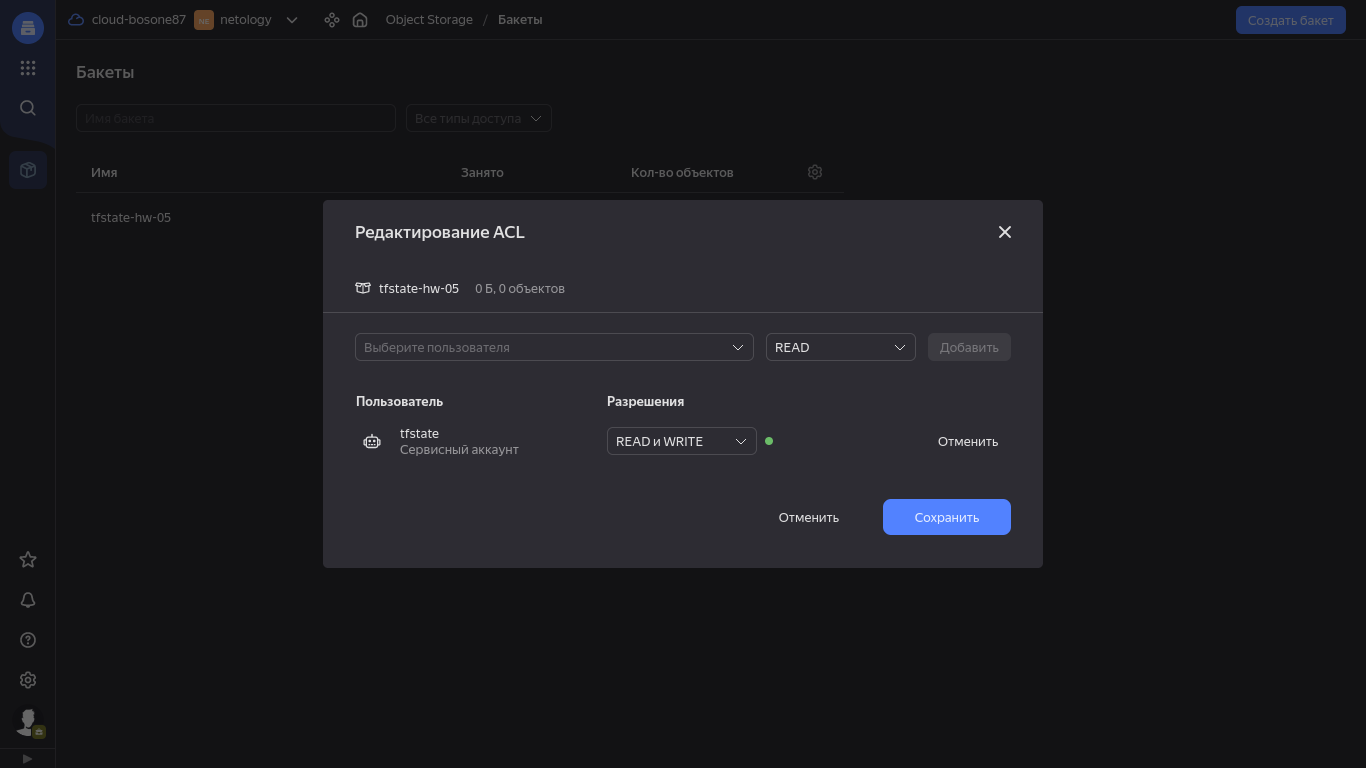 cloud-bosone87 NE netology Object Storage / Бакеты Создать бакет
Бакеты
Имя бакета Все типы доступа
Имя Занято Кол-во объектов
tfstate-hw-05
Редактирование ACL
tfstate-hw-05 0 Б, 0 объектов
Выберите пользователя READ Добавить
Пользователь Разрешения
tfstate
Сервисный аккаунт
READ и WRITE Отменить
Отменить Сохранить